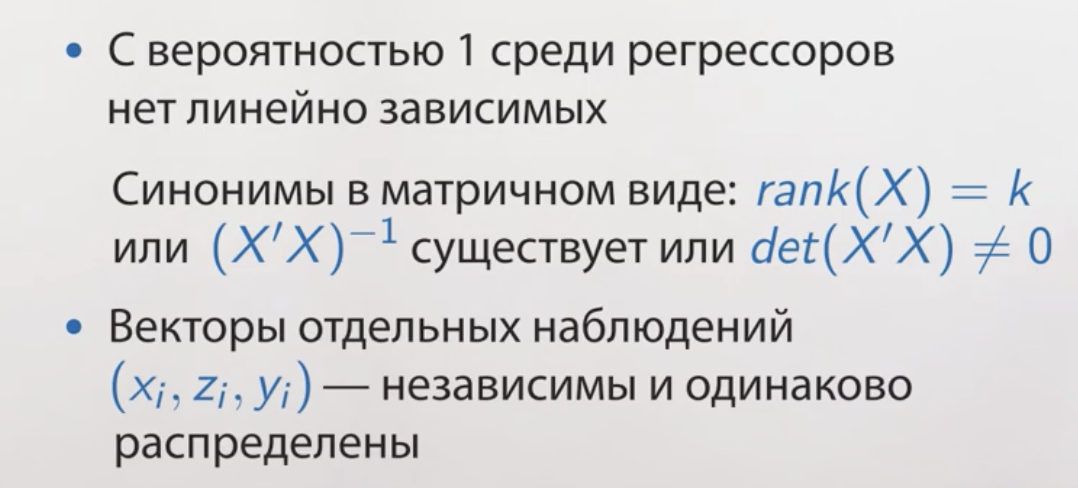 • С вероятностью 1 среди регрессоров
нет линейно зависимых
Синонимы в матричном виде: rank(X) = k
или (X′X)⁻¹ существует или det(X′X) ≠ 0
• Векторы отдельных наблюдений
(xᵢ, zᵢ, yᵢ) — независимы и одинаково
распределены